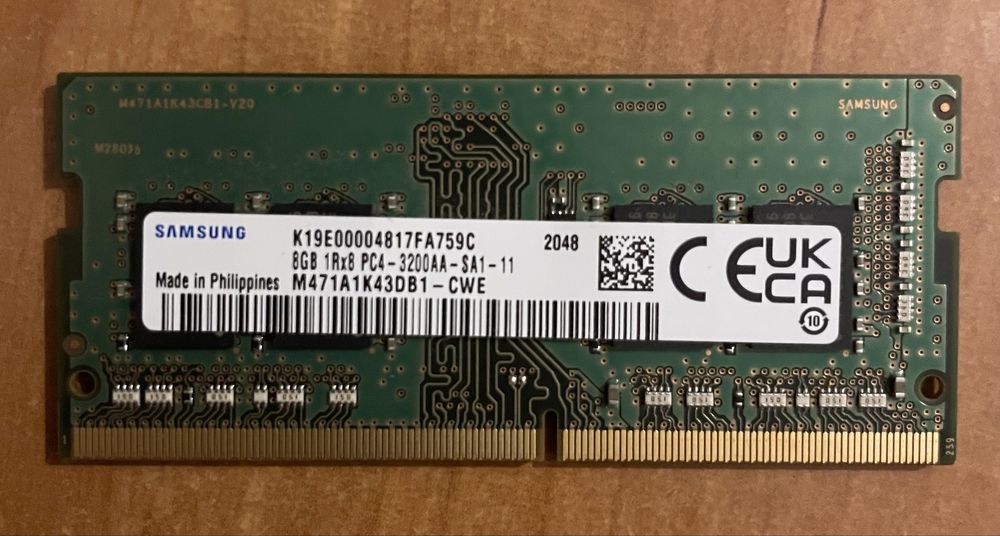 M471A1K43CB1-V20
SAMSUNG
M28036
SAMSUNG
K19E00004817FA759C
2048
8GB 1Rx8 PC4-3200AA-SA1-11
Made in Philippines
M471A1K43DB1-CWE
CE
UK
CA
10
259